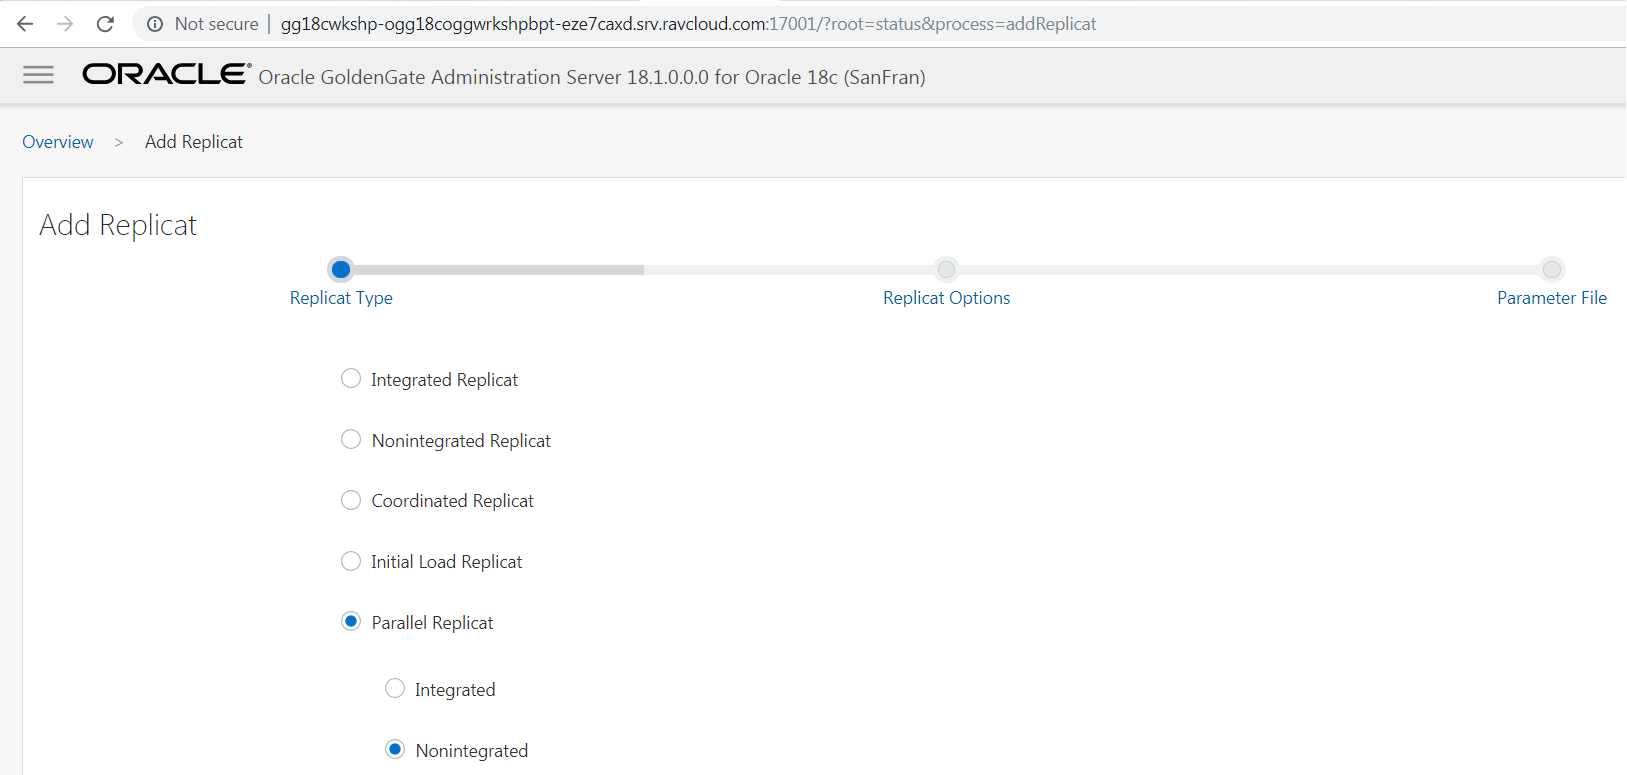 Not secure | gg18cwkshp-ogg18coggwrkshpbpt-eze7caxd.srv.ravcloud.com:17001/?root=status&process=addReplicat
ORACLE® Oracle GoldenGate Administration Server 18.1.0.0.0 for Oracle 18c (SanFran)
Overview > Add Replicat
Add Replicat
Replicat Type Replicat Options Parameter File
Integrated Replicat
Nonintegrated Replicat
Coordinated Replicat
Initial Load Replicat
Parallel Replicat
Integrated
Nonintegrated